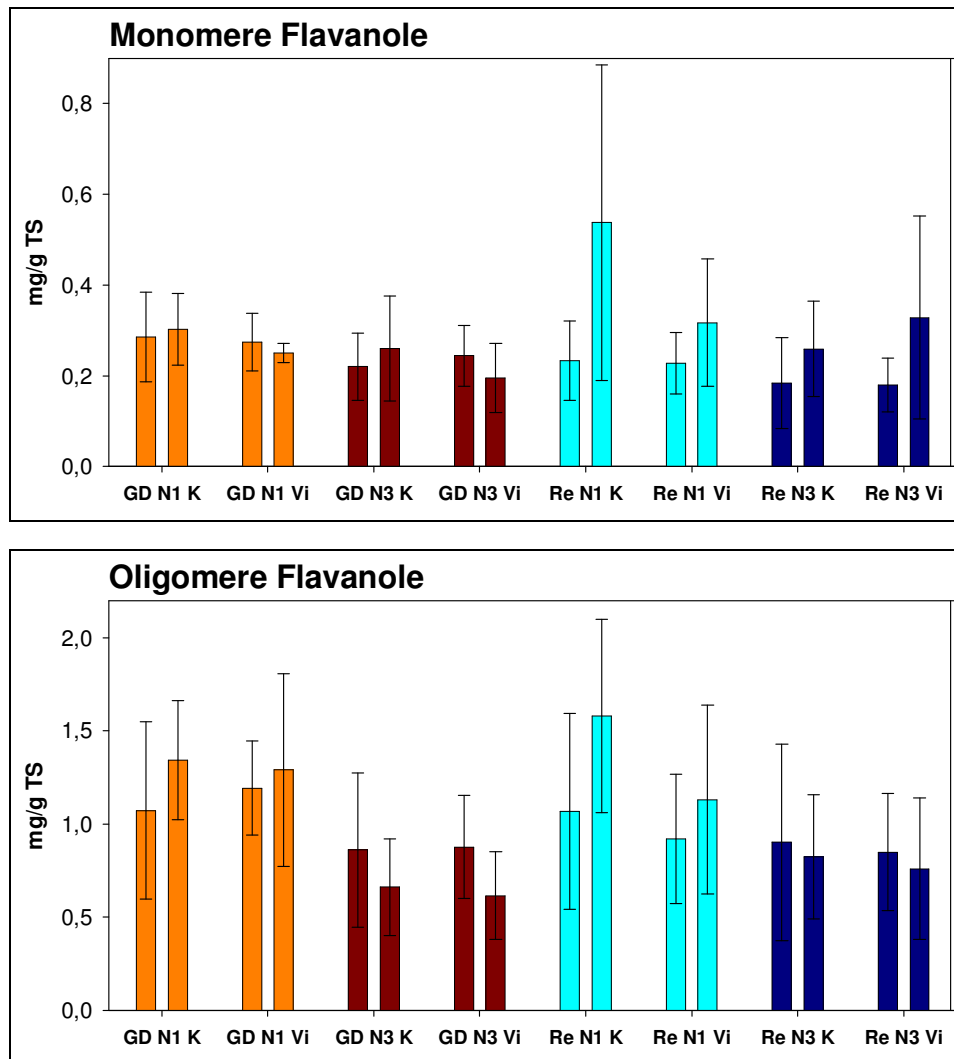 Monomere Flavanole
mg/g TS
0,8
0,6
0,4
0,2
0,0
GD N1 K GD N1 Vi GD N3 K GD N3 Vi Re N1 K Re N1 Vi Re N3 K Re N3 Vi
Oligomere Flavanole
mg/g TS
2,0
1,5
1,0
0,5
0,0
GD N1 K GD N1 Vi GD N3 K GD N3 Vi Re N1 K Re N1 Vi Re N3 K Re N3 Vi